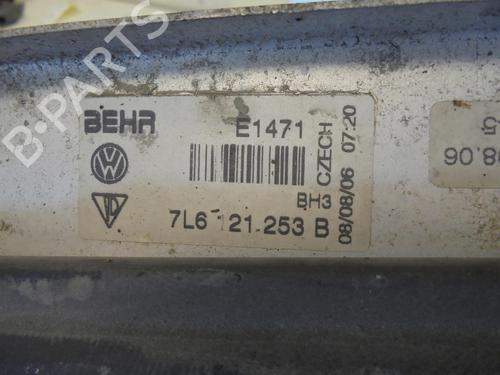 BEHR
E1471
CZECH
BH3
7L6 121 253 B
08/08/06 07:20
8.06
B-PARTS